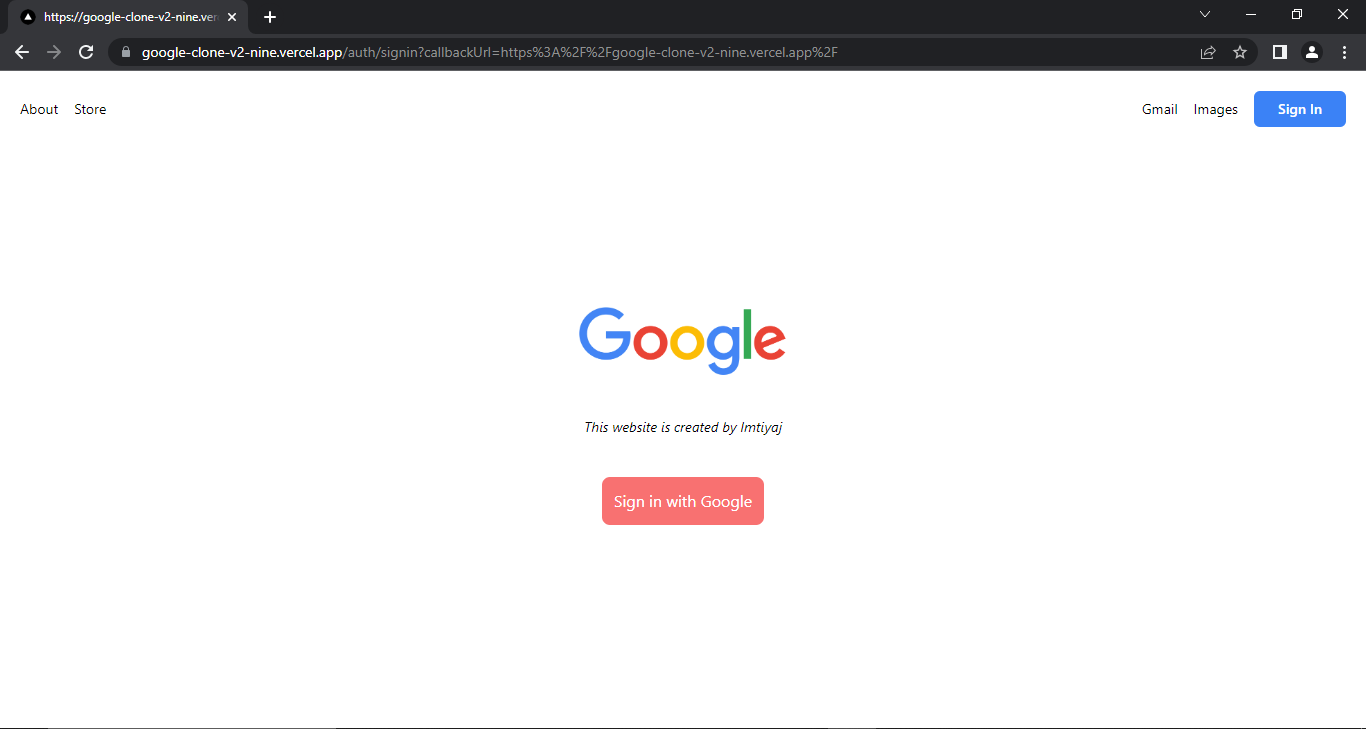 https://google-clone-v2-nine.ver
google-clone-v2-nine.vercel.app/auth/signin?callbackUrl=https%3A%2F%2Fgoogle-clone-v2-nine.vercel.app%2F
About Store Gmail Images Sign In
Google
This website is created by Imtiyaj
Sign in with Google